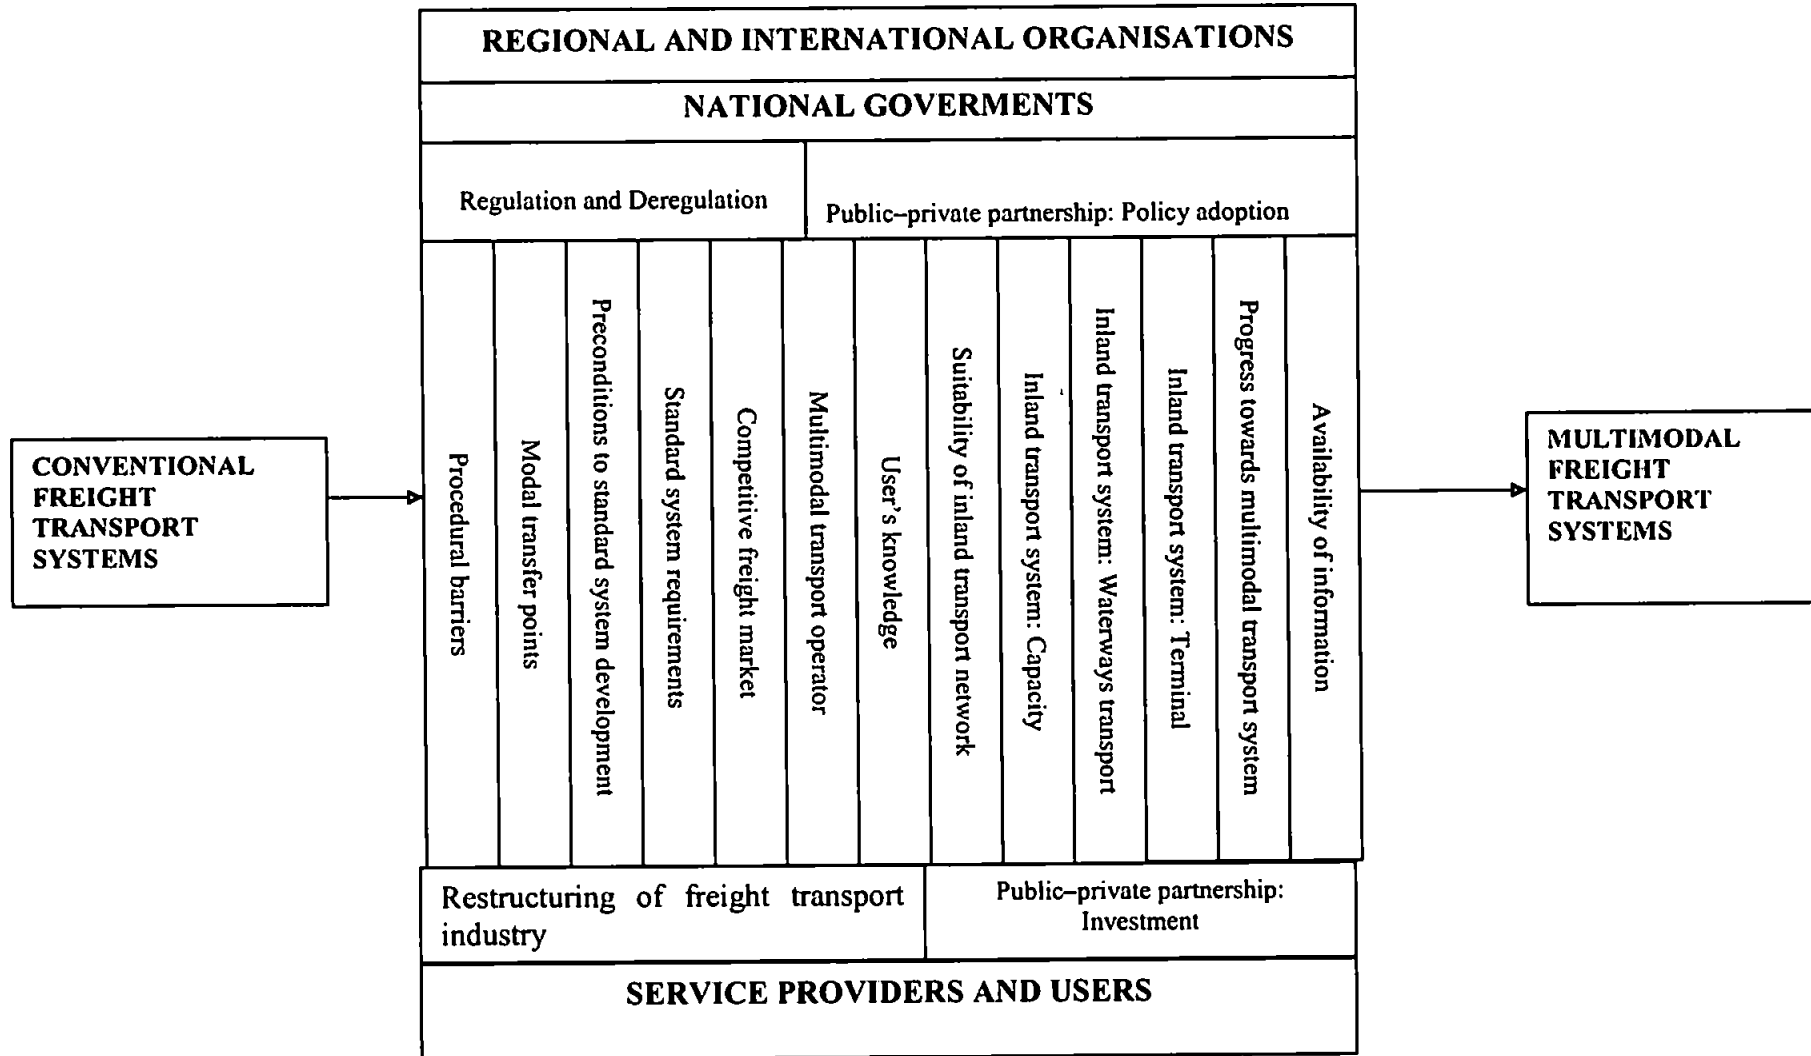 REGIONAL AND INTERNATIONAL ORGANISATIONS
NATIONAL GOVERMENTS
Regulation and Deregulation
Public–private partnership: Policy adoption
CONVENTIONAL
FREIGHT
TRANSPORT
SYSTEMS
Procedural barriers
Modal transfer points
Preconditions to standard system development
Standard system requirements
Competitive freight market
Multimodal transport operator
User's knowledge
Suitability of inland transport network
Inland transport system: Capacity
Inland transport system: Waterways transport
Inland transport system: Terminal
Progress towards multimodal transport system
Availability of information
MULTIMODAL
FREIGHT
TRANSPORT
SYSTEMS
Restructuring of freight transport
industry
Public–private partnership:
Investment
SERVICE PROVIDERS AND USERS